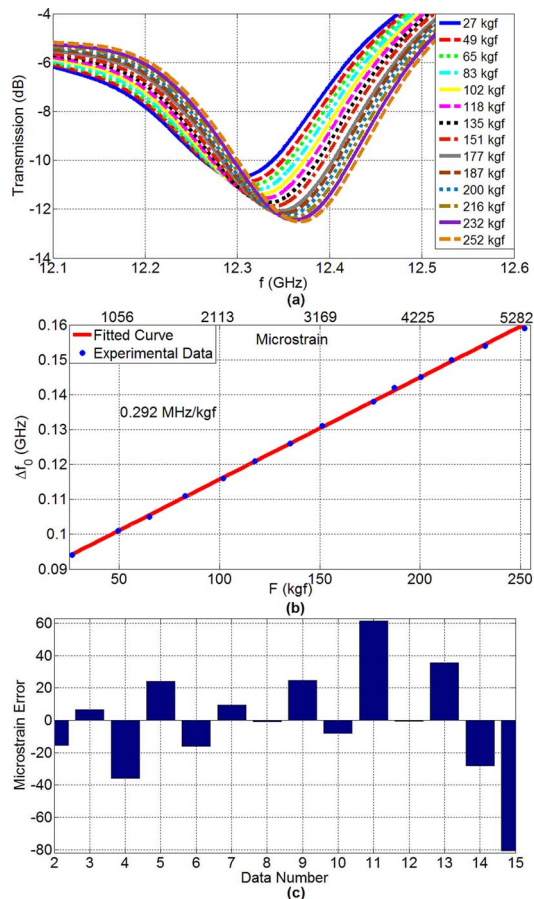 -4
-6
-8
-10
-12
-14
Transmission (dB)
27 kgf
49 kgf
65 kgf
83 kgf
102 kgf
118 kgf
135 kgf
151 kgf
177 kgf
187 kgf
200 kgf
216 kgf
232 kgf
252 kgf
12.1 12.2 12.3 12.4 12.5 12.6
f (GHz)
(a)
1056 2113 3169 4225 5282
Microstrain
Fitted Curve
Experimental Data
0.292 MHz/kgf
0.16
0.15
0.14
0.13
0.12
0.11
0.1
0.09
Δf₀ (GHz)
50 100 150 200 250
F (kgf)
(b)
60
40
20
0
-20
-40
-60
-80
Microstrain Error
2 3 4 5 6 7 8 9 10 11 12 13 14 15
Data Number
(c)